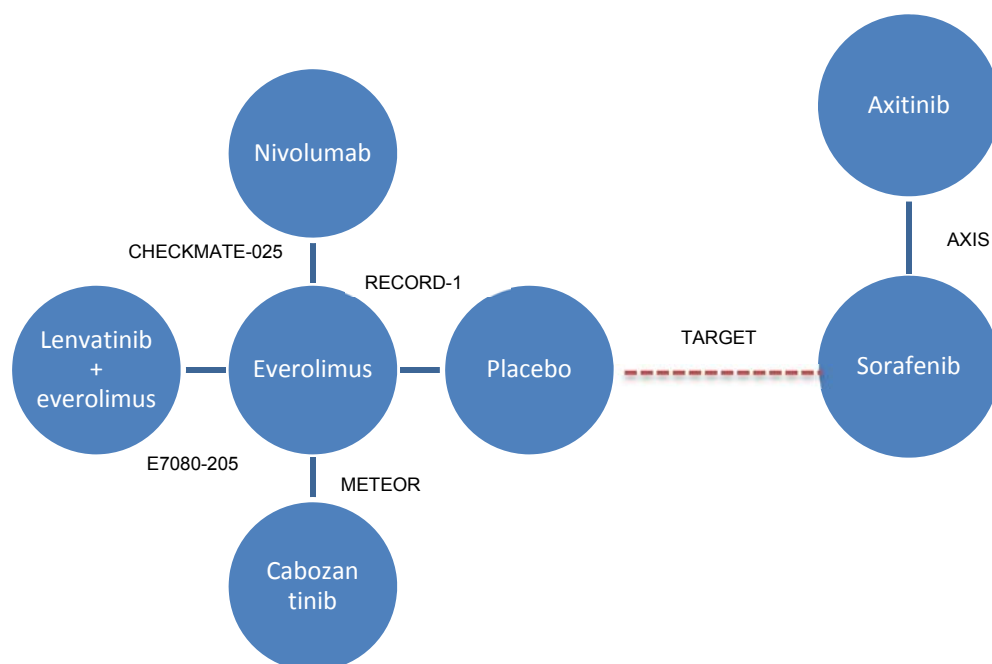 Axitinib
Nivolumab
CHECKMATE-025
AXIS
RECORD-1
Lenvatinib
+
everolimus
Everolimus
Placebo
TARGET
Sorafenib
E7080-205
METEOR
Cabozan
tinib